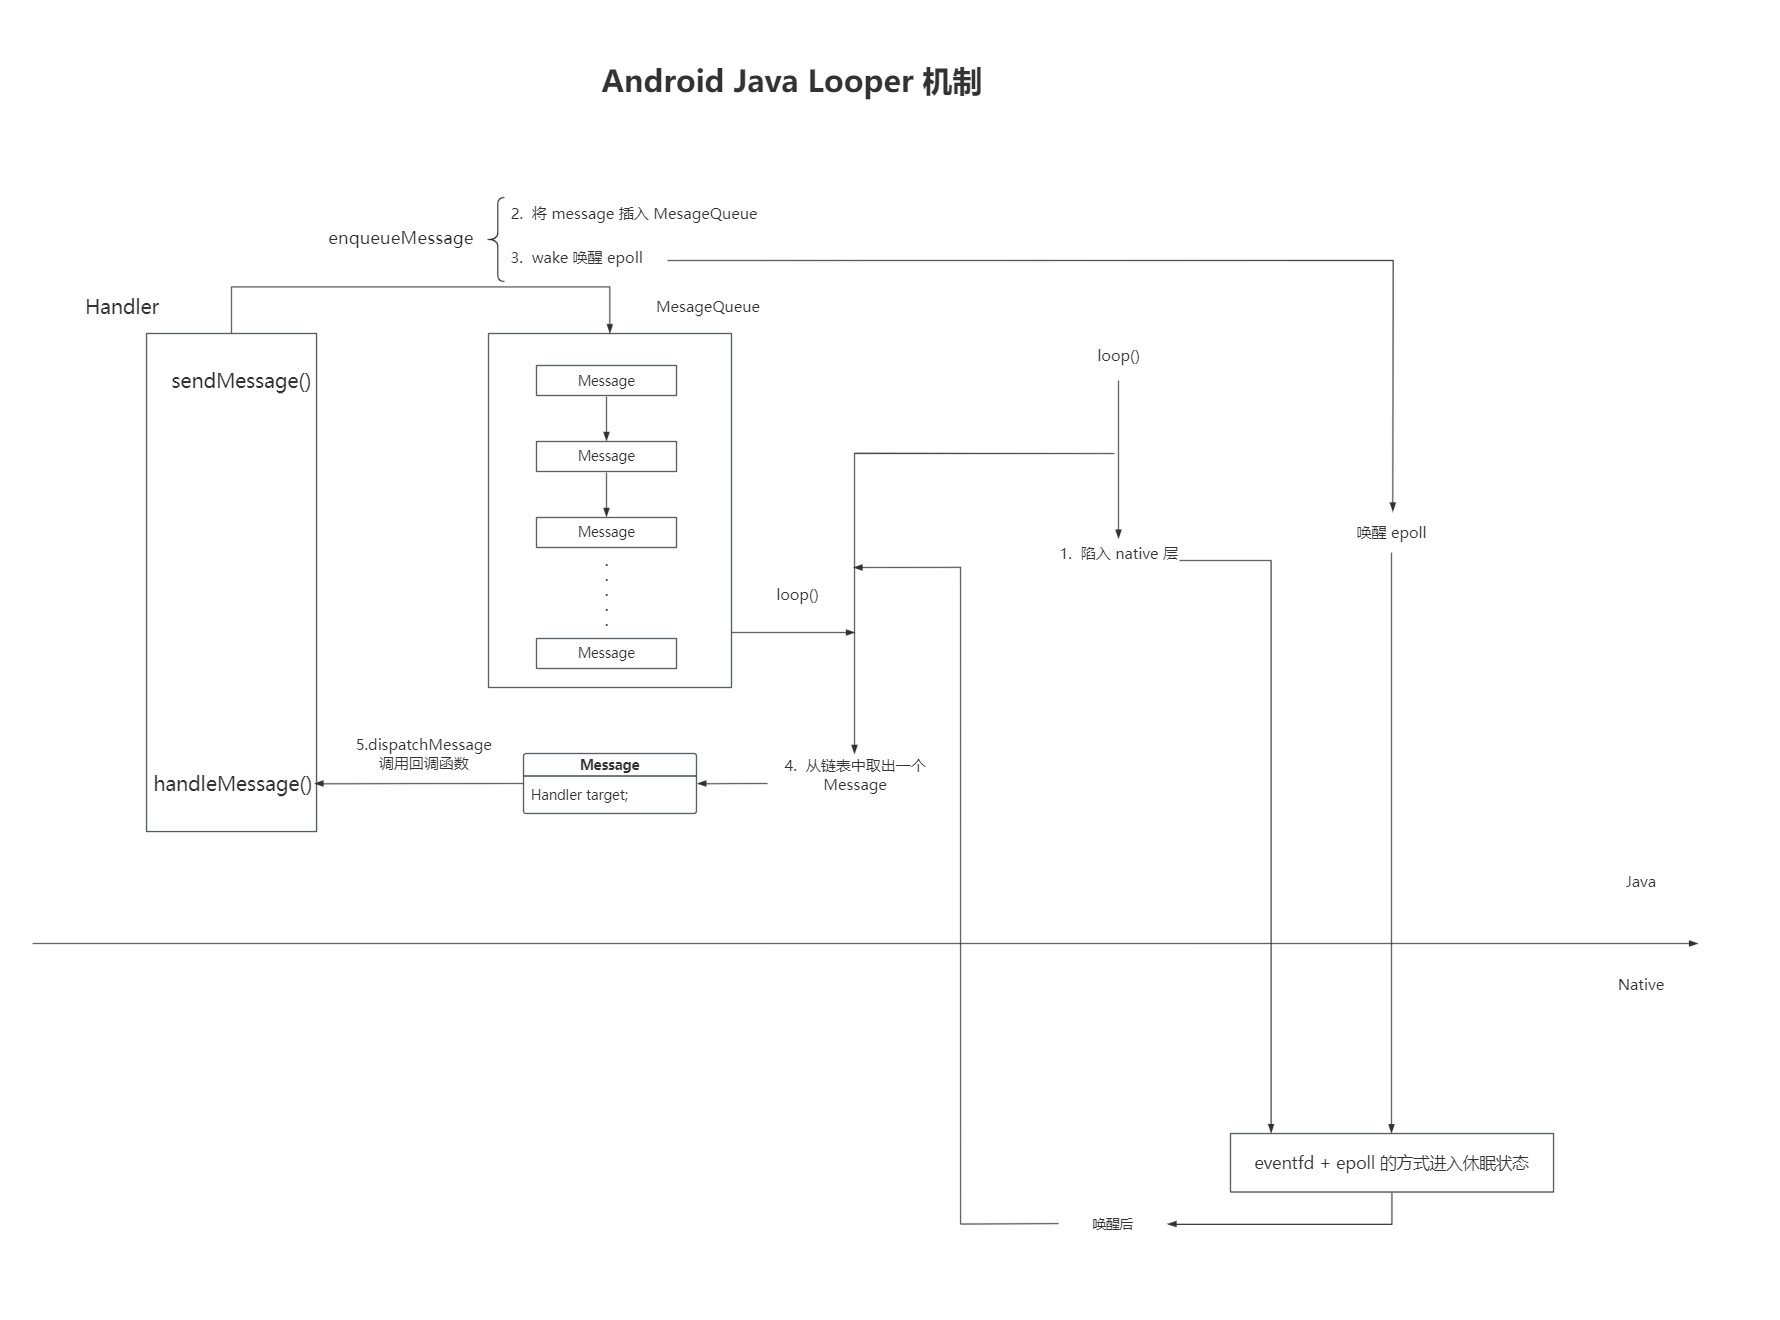 Android Java Looper 机制
2. 将 message 插入 MesageQueue
enqueueMessage
3. wake 唤醒 epoll
Handler
MesageQueue
sendMessage()
Message
Message
Message
.
.
.
.
.
Message
loop()
loop()
1. 陷入 native 层
唤醒 epoll
5.dispatchMessage
调用回调函数
handleMessage()
Message
Handler target;
4. 从链表中取出一个
Message
Java
Native
eventfd + epoll 的方式进入休眠状态
唤醒后